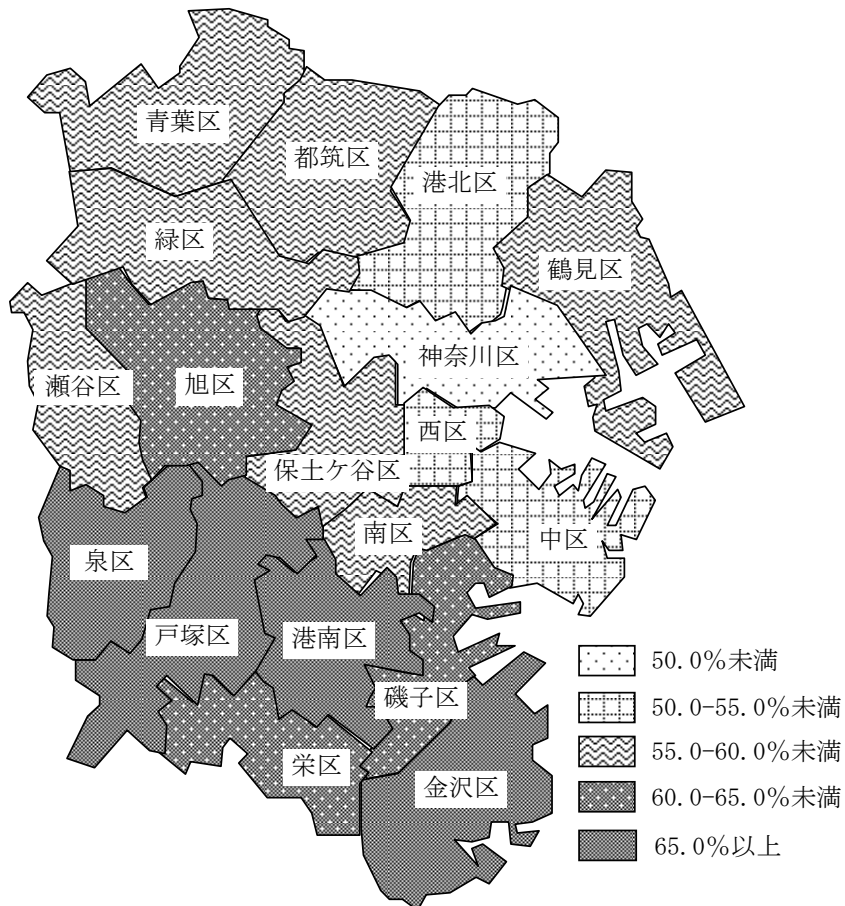 青葉区
都筑区
港北区
緑区
鶴見区
神奈川区
瀬谷区
旭区
西区
保土ケ谷区
南区
中区
泉区
戸塚区
港南区
磯子区
栄区
金沢区
50.0%未満
50.0-55.0%未満
55.0-60.0%未満
60.0-65.0%未満
65.0%以上